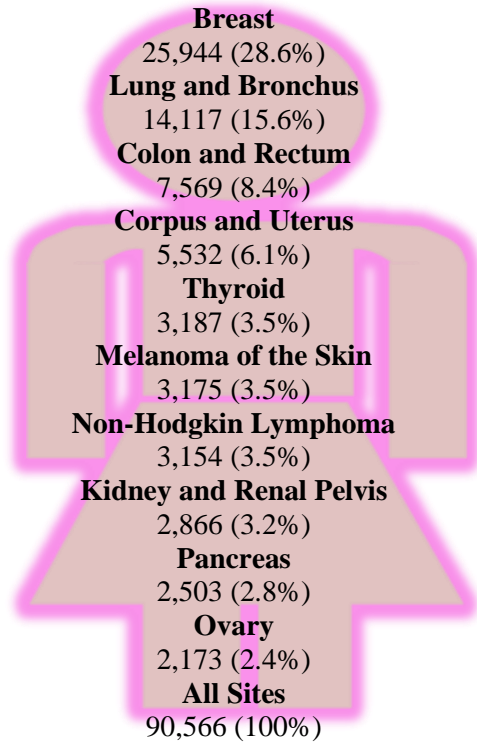 Breast
25,944 (28.6%)
Lung and Bronchus
14,117 (15.6%)
Colon and Rectum
7,569 (8.4%)
Corpus and Uterus
5,532 (6.1%)
Thyroid
3,187 (3.5%)
Melanoma of the Skin
3,175 (3.5%)
Non-Hodgkin Lymphoma
3,154 (3.5%)
Kidney and Renal Pelvis
2,866 (3.2%)
Pancreas
2,503 (2.8%)
Ovary
2,173 (2.4%)
All Sites
90,566 (100%)